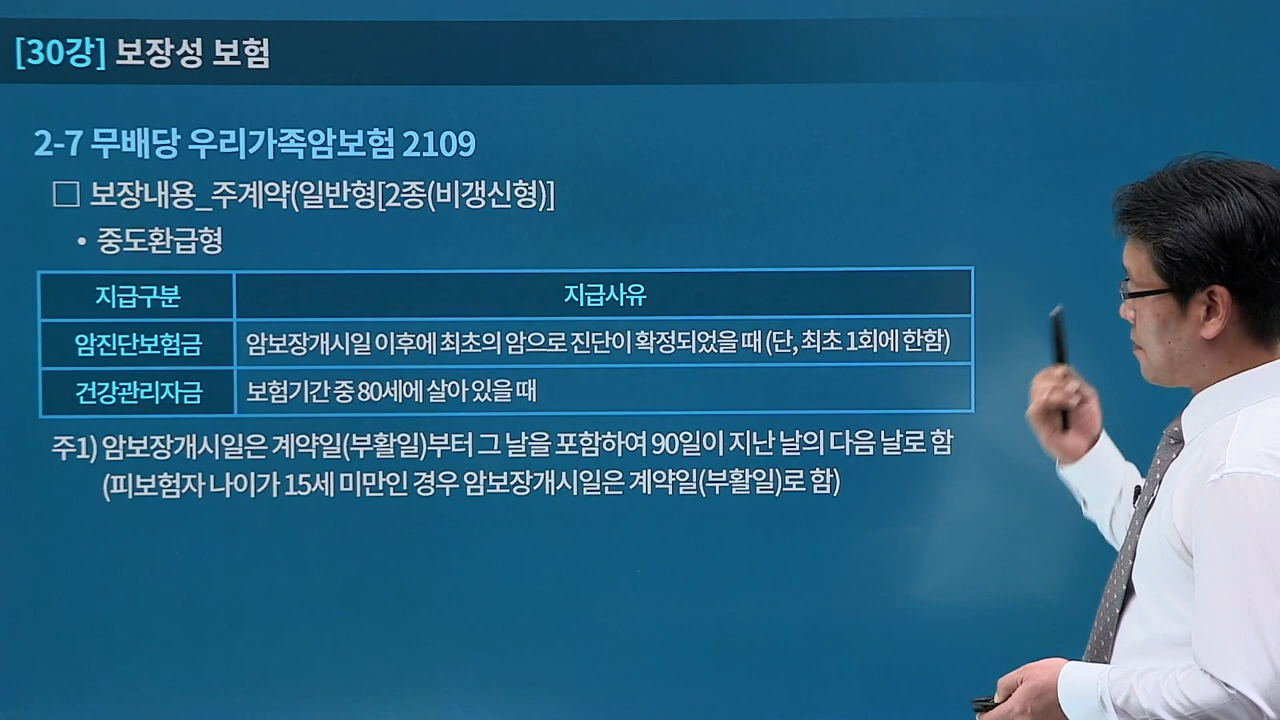 [30강] 보장성 보험
2-7 무배당 우리가족암보험 2109
□ 보장내용_주계약(일반형[2종(비갱신형)]
• 중도환급형
지급구분 지급사유
암진단보험금 암보장개시일 이후에 최초의 암으로 진단이 확정되었을 때 (단, 최초 1회에 한함)
건강관리자금 보험기간 중 80세에 살아 있을 때
주1) 암보장개시일은 계약일(부활일)부터 그 날을 포함하여 90일이 지난 날의 다음 날로 함
(피보험자 나이가 15세 미만인 경우 암보장개시일은 계약일(부활일)로 함)